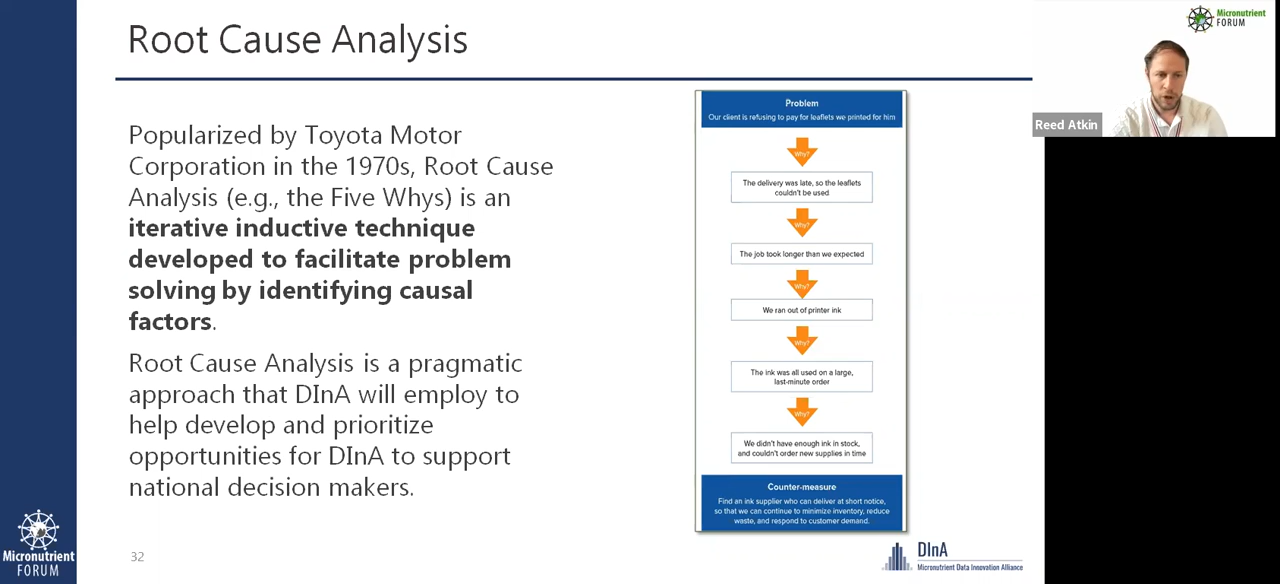 Root Cause Analysis
Popularized by Toyota Motor
Corporation in the 1970s, Root Cause
Analysis (e.g., the Five Whys) is an
iterative inductive technique
developed to facilitate problem
solving by identifying causal
factors.
Root Cause Analysis is a pragmatic
approach that DInA will employ to
help develop and prioritize
opportunities for DInA to support
national decision makers.
Problem
Our client is refusing to pay for leaflets we printed for him
Why?
The delivery was late, so the leaflets
couldn't be used
Why?
The job took longer than we expected
Why?
We ran out of printer ink
Why?
The ink was all used on a large,
last-minute order
Why?
We didn't have enough ink in stock,
and couldn't order new supplies in time
Counter-measure
Find an ink supplier who can deliver at short notice,
so that we can continue to minimize inventory, reduce
waste, and respond to customer demand.
Micronutrient
FORUM
Reed Atkin
Micronutrient
FORUM
32
DInA
Micronutrient Data Innovation Alliance